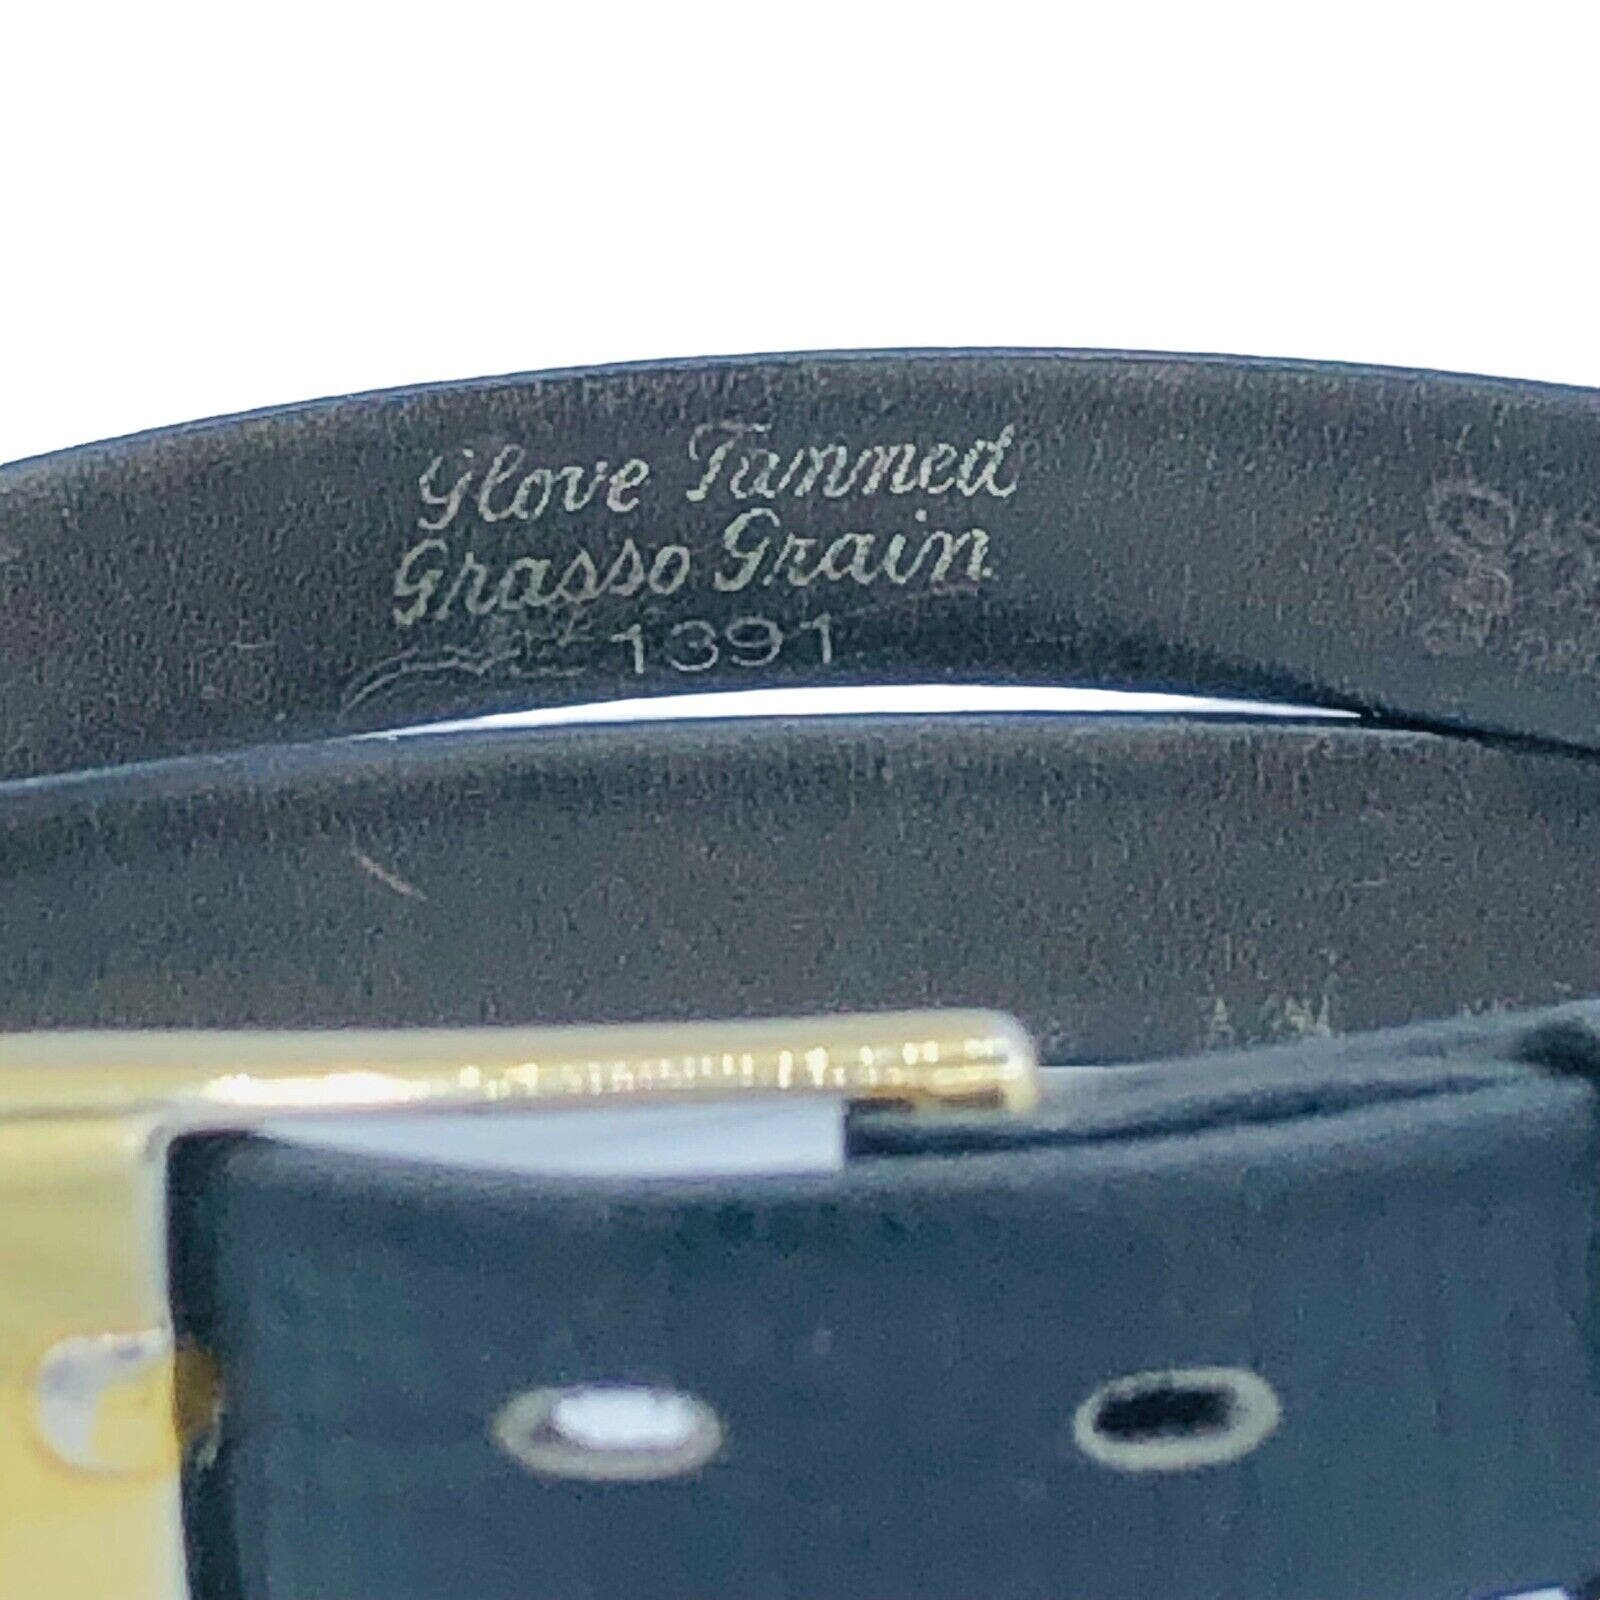 Glove Tanned
Grasso Grain
1391